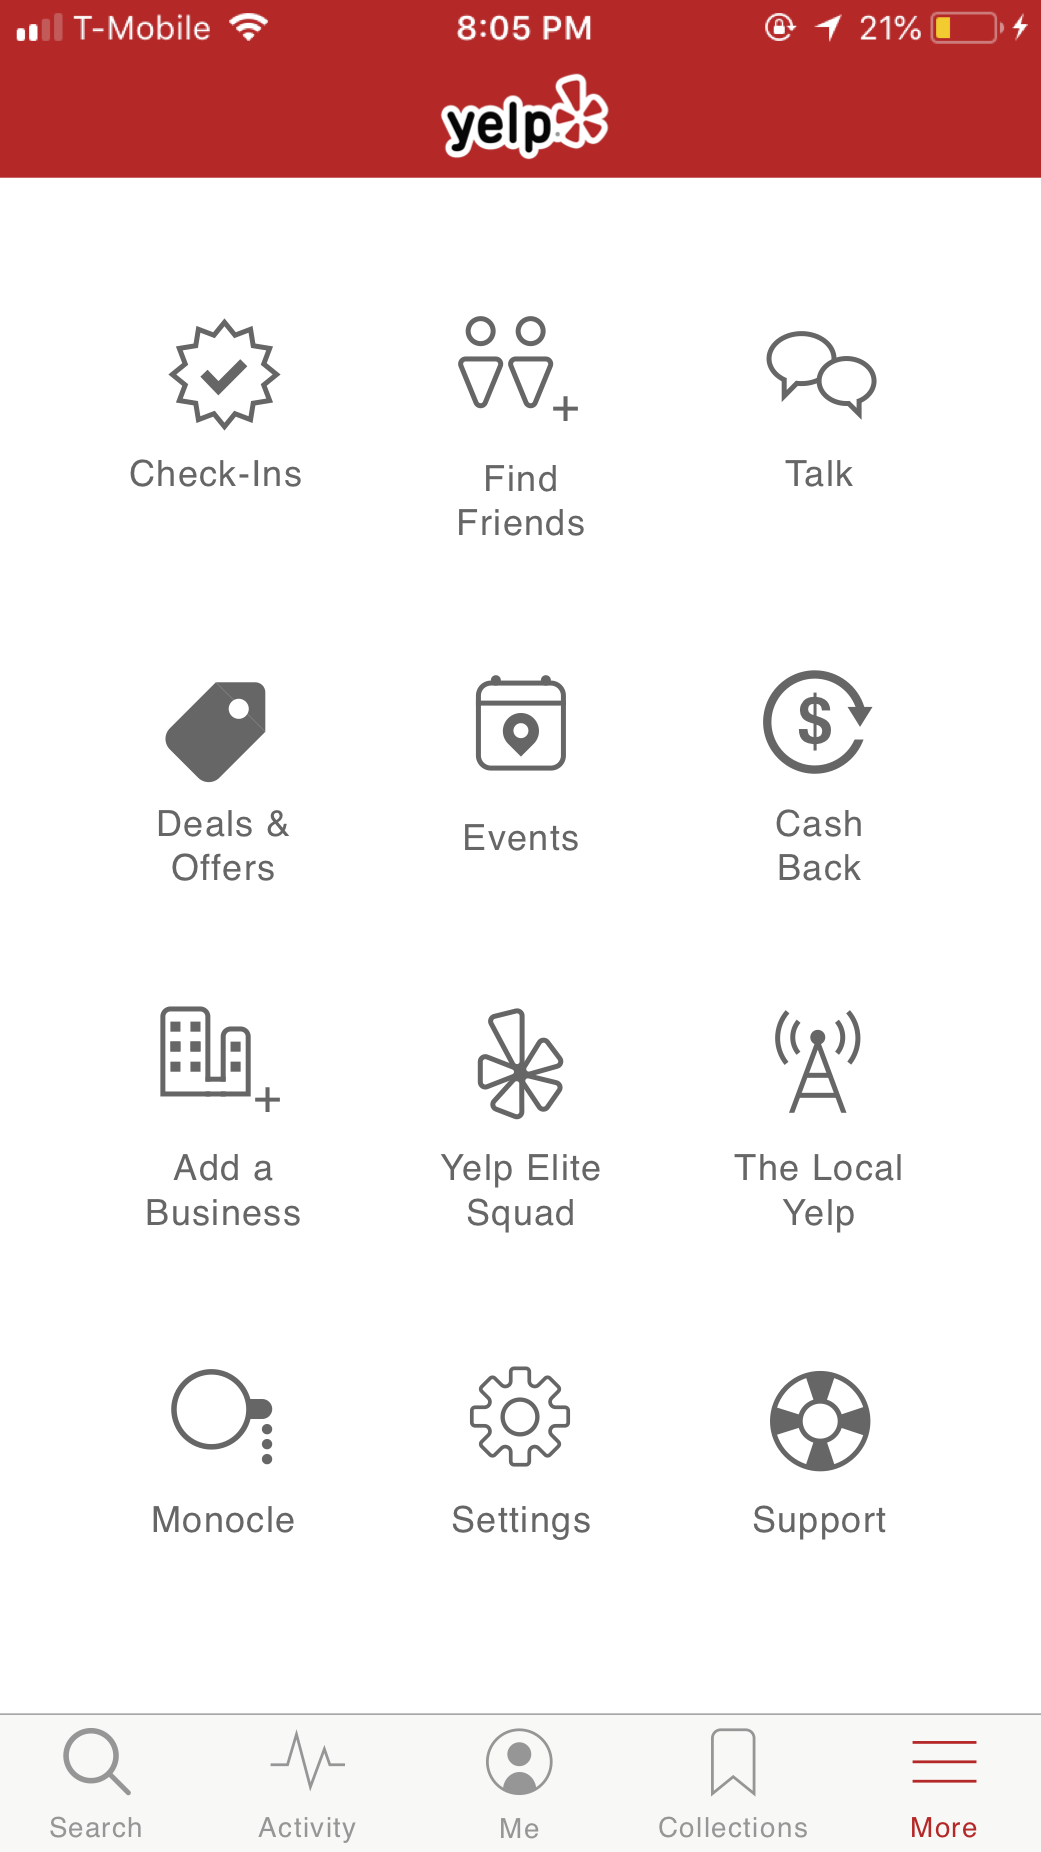 T-Mobile 8:05 PM 21%
yelp
Check-Ins
Find
Friends
Talk
Deals &
Offers
Events
Cash
Back
Add a
Business
Yelp Elite
Squad
The Local
Yelp
Monocle
Settings
Support
Search
Activity
Me
Collections
More